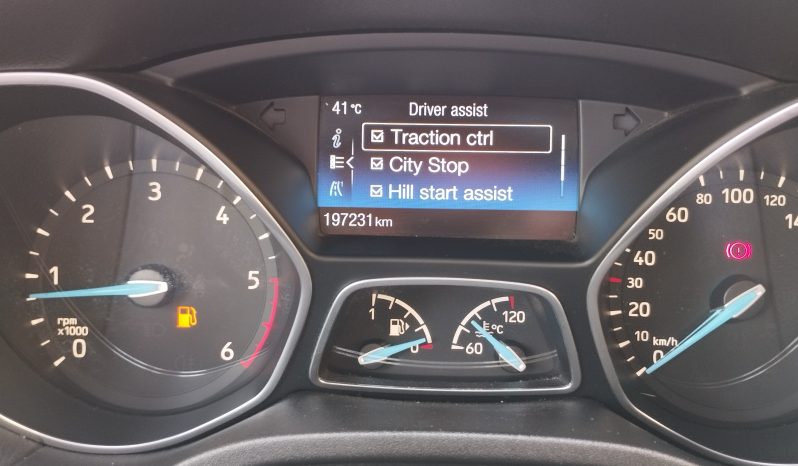 41 °C Driver assist
Traction ctrl
City Stop
Hill start assist
197231 km
0 1 2 3 4 5 6
rpm
x1000
1 0
60 120
°C
0 10 20 30 40 50 60 80 100 120
km/h